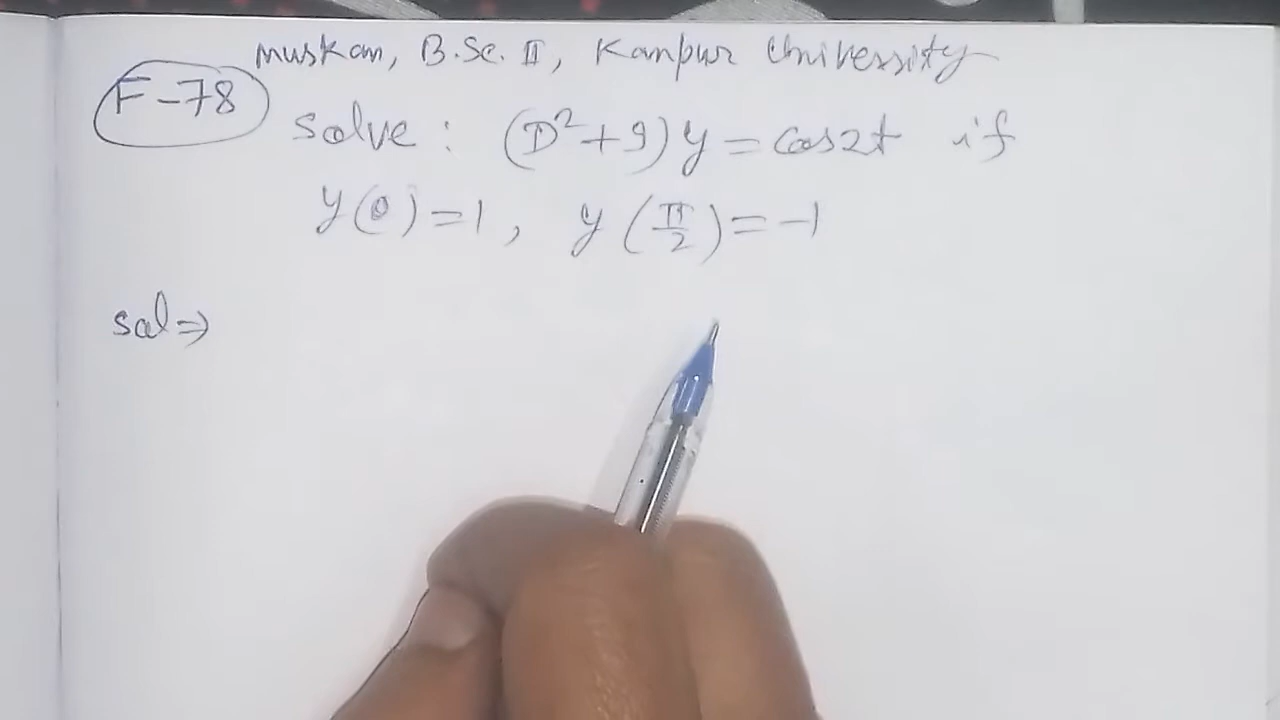 Muskan, B.Sc. II, Kanpur University
F-78
Solve: (D²+9)y = cos2t if
y(0)=1, y(π/2)=-1
sol⇒